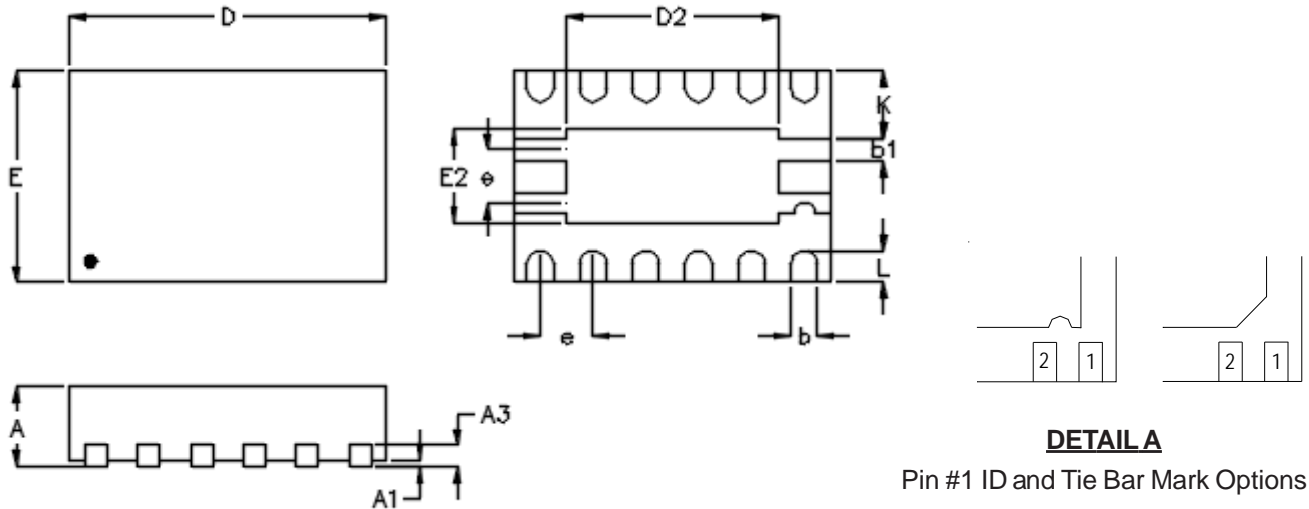 D
D2
E
E2
e
K
b1
L
e
b
A
A3
A1
2
1
2
1
DETAIL A
Pin #1 ID and Tie Bar Mark Options